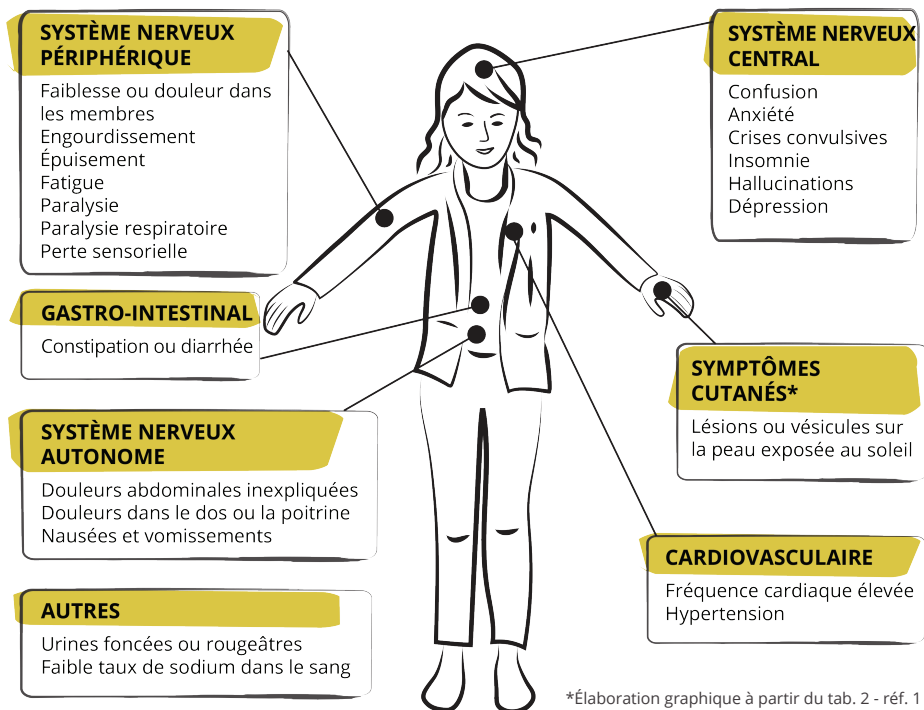 SYSTÈME NERVEUX
PÉRIPHÉRIQUE
Faiblesse ou douleur dans
les membres
Engourdissement
Épuisement
Fatigue
Paralysie
Paralysie respiratoire
Perte sensorielle
GASTRO-INTESTINAL
Constipation ou diarrhée
SYSTÈME NERVEUX
AUTONOME
Douleurs abdominales inexpliquées
Douleurs dans le dos ou la poitrine
Nausées et vomissements
AUTRES
Urines foncées ou rougeâtres
Faible taux de sodium dans le sang
SYSTÈME NERVEUX
CENTRAL
Confusion
Anxiété
Crises convulsives
Insomnie
Hallucinations
Dépression
SYMPTÔMES
CUTANÉS*
Lésions ou vésicules sur
la peau exposée au soleil
CARDIOVASCULAIRE
Fréquence cardiaque élevée
Hypertension
*Élaboration graphique à partir du tab. 2 - réf. 1